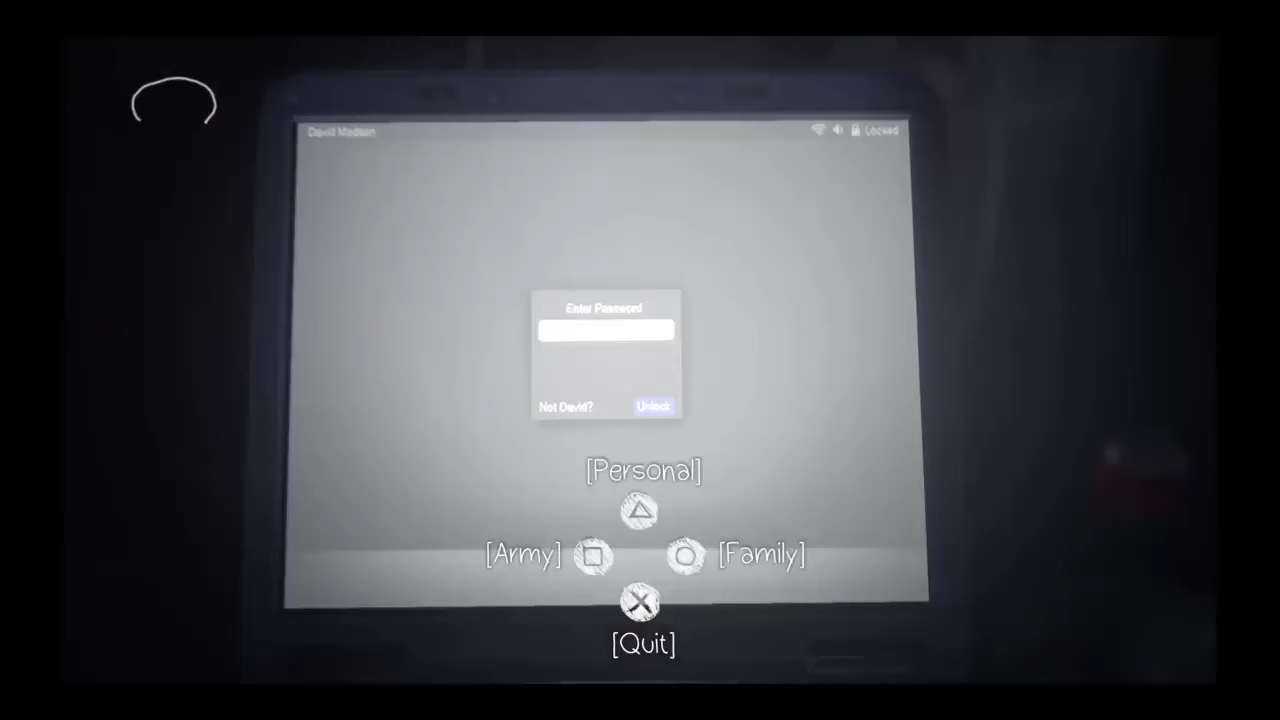 David Madsen
Locked
Enter Password
Not David?
Unlock
[Personal]
[Army]
[Family]
[Quit]